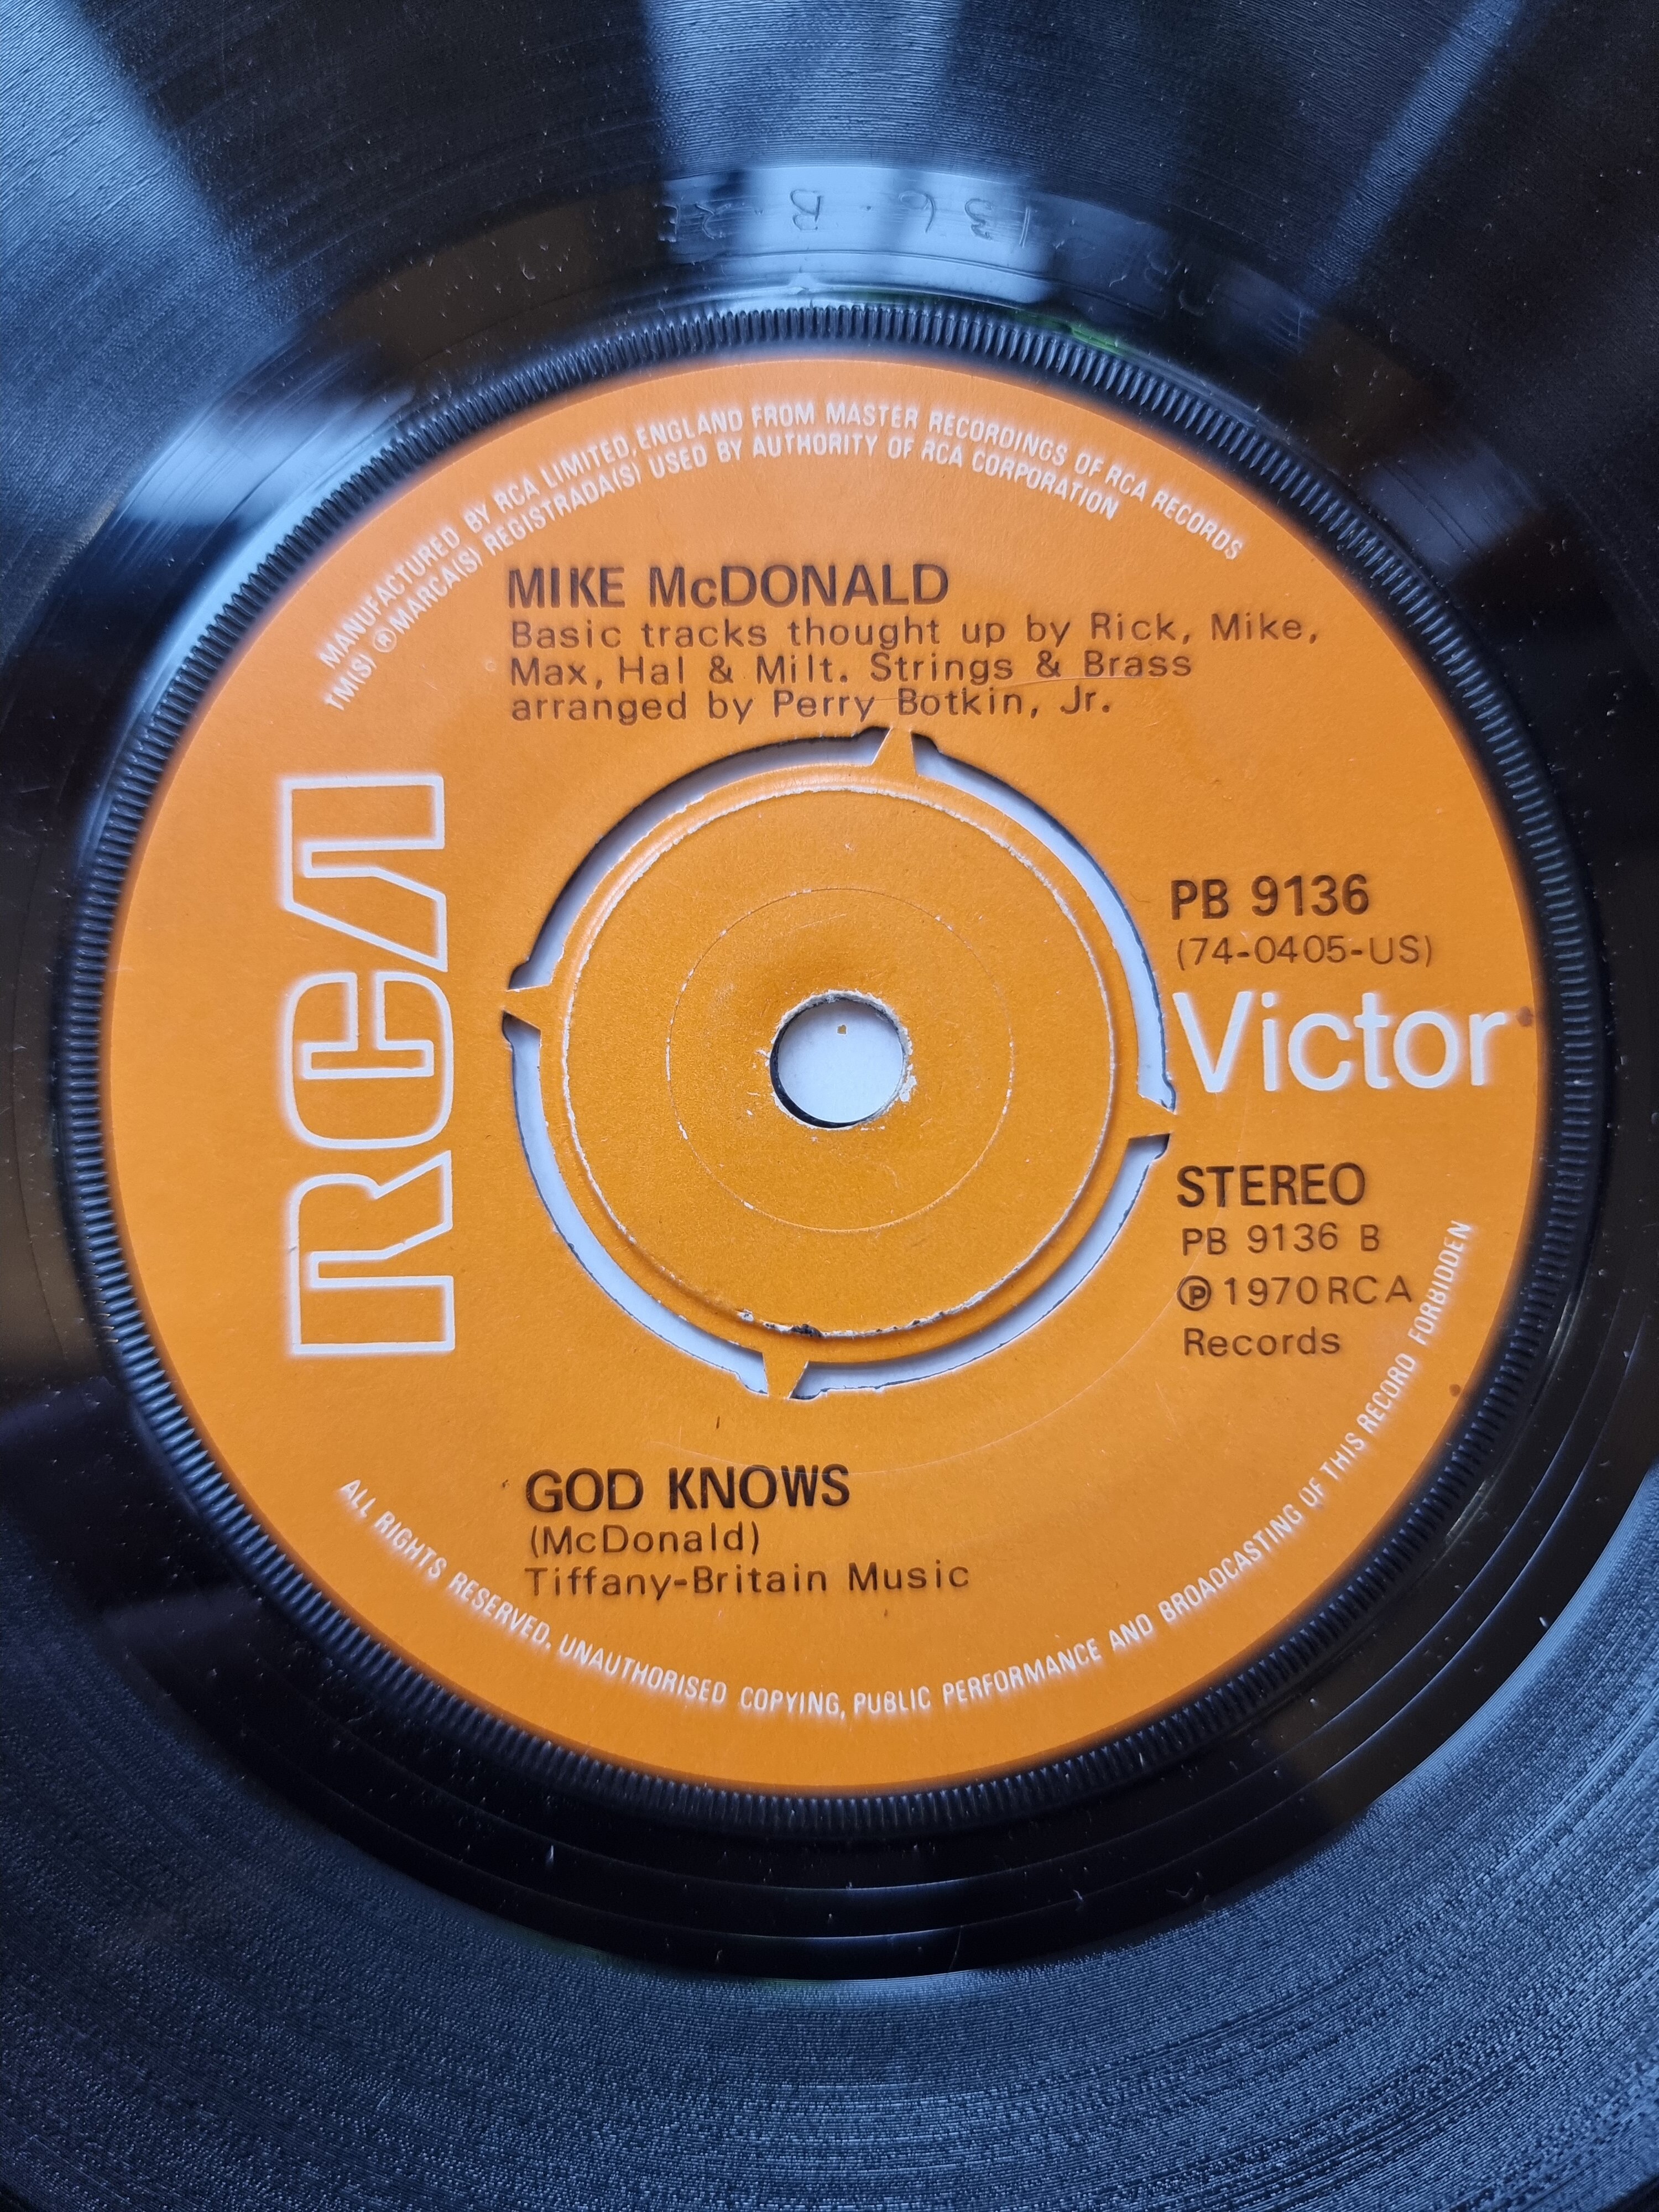 MANUFACTURED BY RCA LIMITED, ENGLAND FROM MASTER RECORDINGS OF RCA RECORDS
TM(S) ® MARCA(S) REGISTRADA(S) USED BY AUTHORITY OF RCA CORPORATION
MIKE McDONALD
Basic tracks thought up by Rick, Mike,
Max, Hal & Milt. Strings & Brass
arranged by Perry Botkin, Jr.
RCA
PB 9136
(74-0405-US)
Victor
STEREO
PB 9136 B
℗ 1970 RCA
Records
GOD KNOWS
(McDonald)
Tiffany-Britain Music
ALL RIGHTS RESERVED. UNAUTHORISED COPYING, PUBLIC PERFORMANCE AND BROADCASTING OF THIS RECORD FORBIDDEN